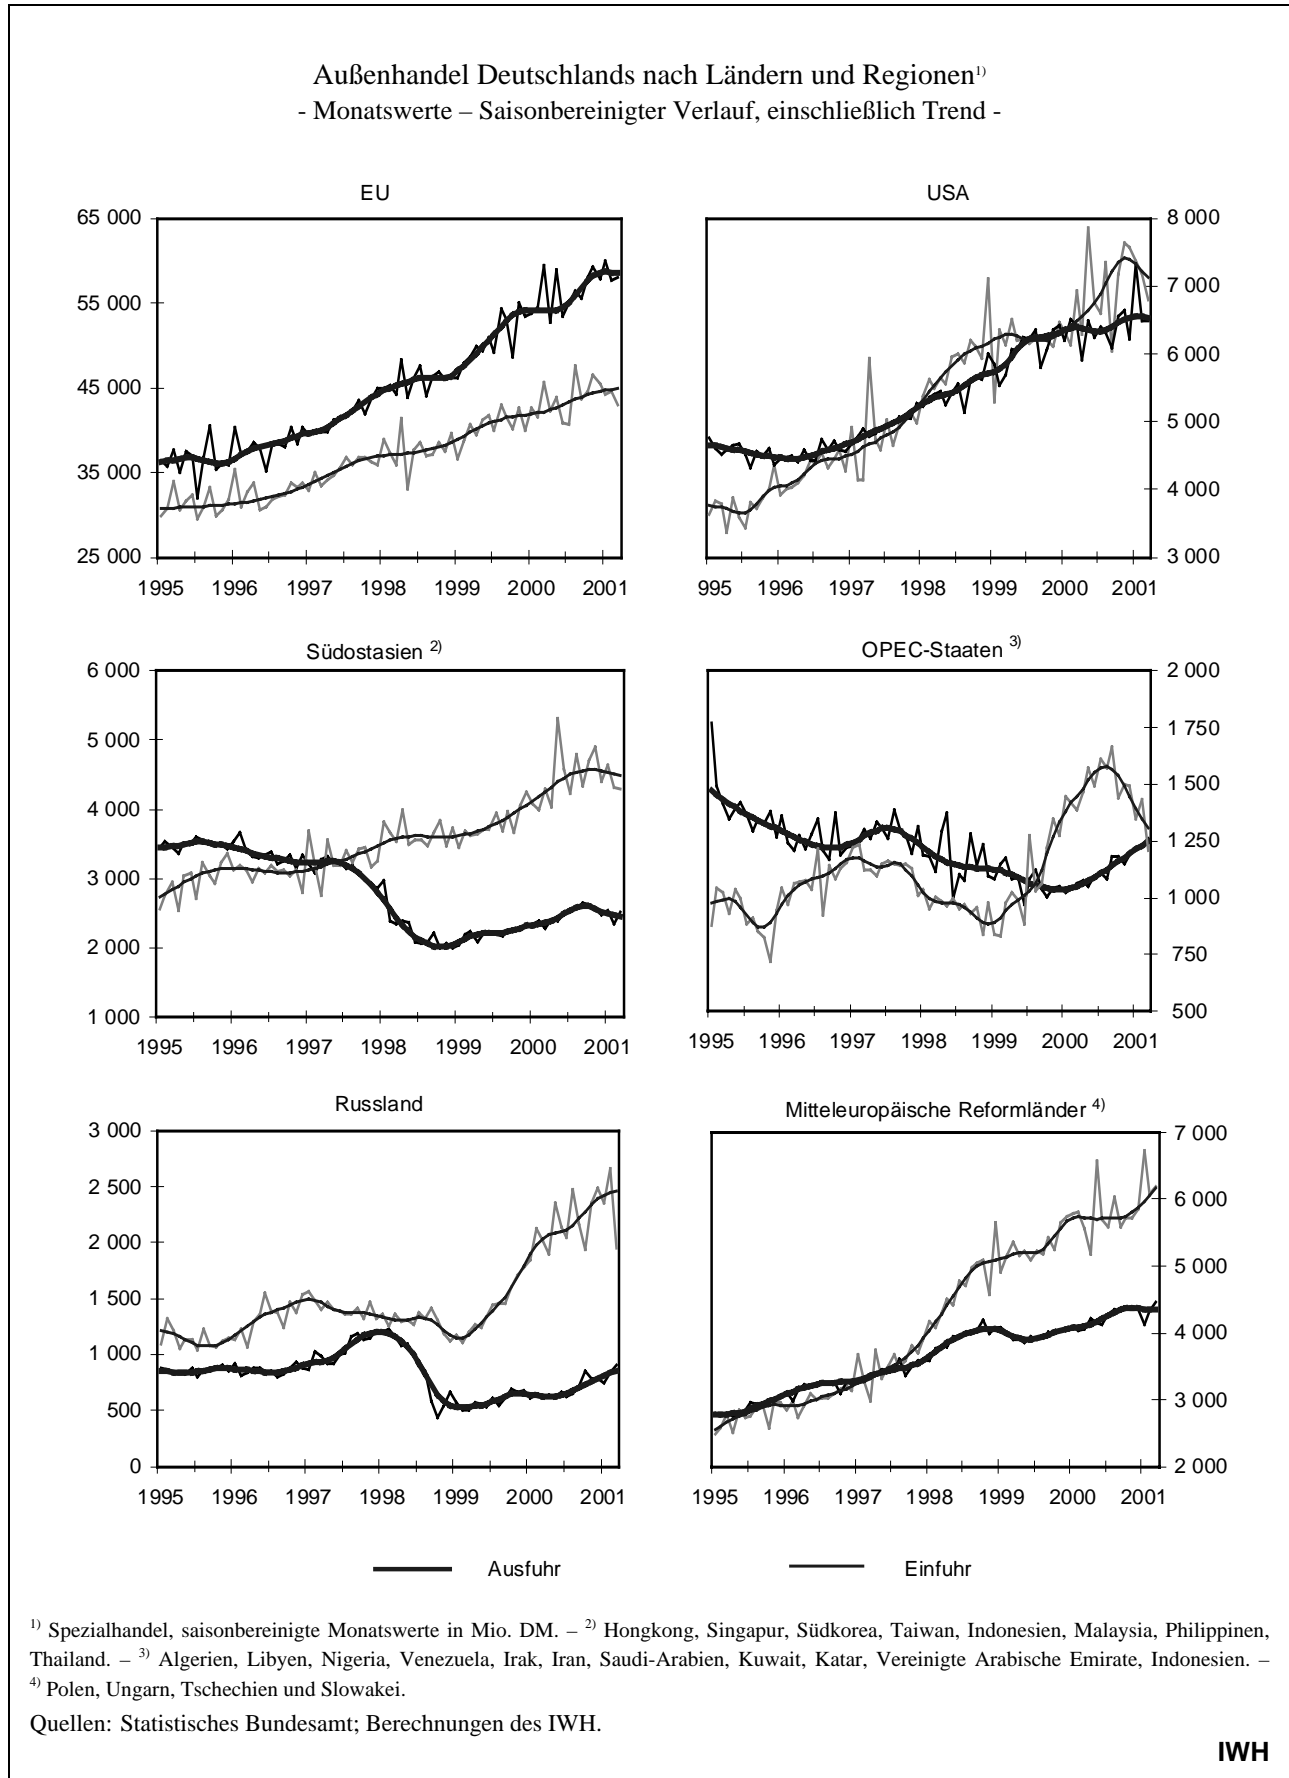 Außenhandel Deutschlands nach Ländern und Regionen1)
- Monatswerte – Saisonbereinigter Verlauf, einschließlich Trend -
EU
65 000
55 000
45 000
35 000
25 000
1995 1996 1997 1998 1999 2000 2001
USA
8 000
7 000
6 000
5 000
4 000
3 000
995 1996 1997 1998 1999 2000 2001
Südostasien 2)
6 000
5 000
4 000
3 000
2 000
1 000
1995 1996 1997 1998 1999 2000 2001
OPEC-Staaten 3)
2 000
1 750
1 500
1 250
1 000
750
500
1995 1996 1997 1998 1999 2000 2001
Russland
3 000
2 500
2 000
1 500
1 000
500
0
1995 1996 1997 1998 1999 2000 2001
Mitteleuropäische Reformländer 4)
7 000
6 000
5 000
4 000
3 000
2 000
1995 1996 1997 1998 1999 2000 2001
Ausfuhr Einfuhr
1) Spezialhandel, saisonbereinigte Monatswerte in Mio. DM. – 2) Hongkong, Singapur, Südkorea, Taiwan, Indonesien, Malaysia, Philippinen,
Thailand. – 3) Algerien, Libyen, Nigeria, Venezuela, Irak, Iran, Saudi-Arabien, Kuwait, Katar, Vereinigte Arabische Emirate, Indonesien. –
4) Polen, Ungarn, Tschechien und Slowakei.
Quellen: Statistisches Bundesamt; Berechnungen des IWH.
IWH